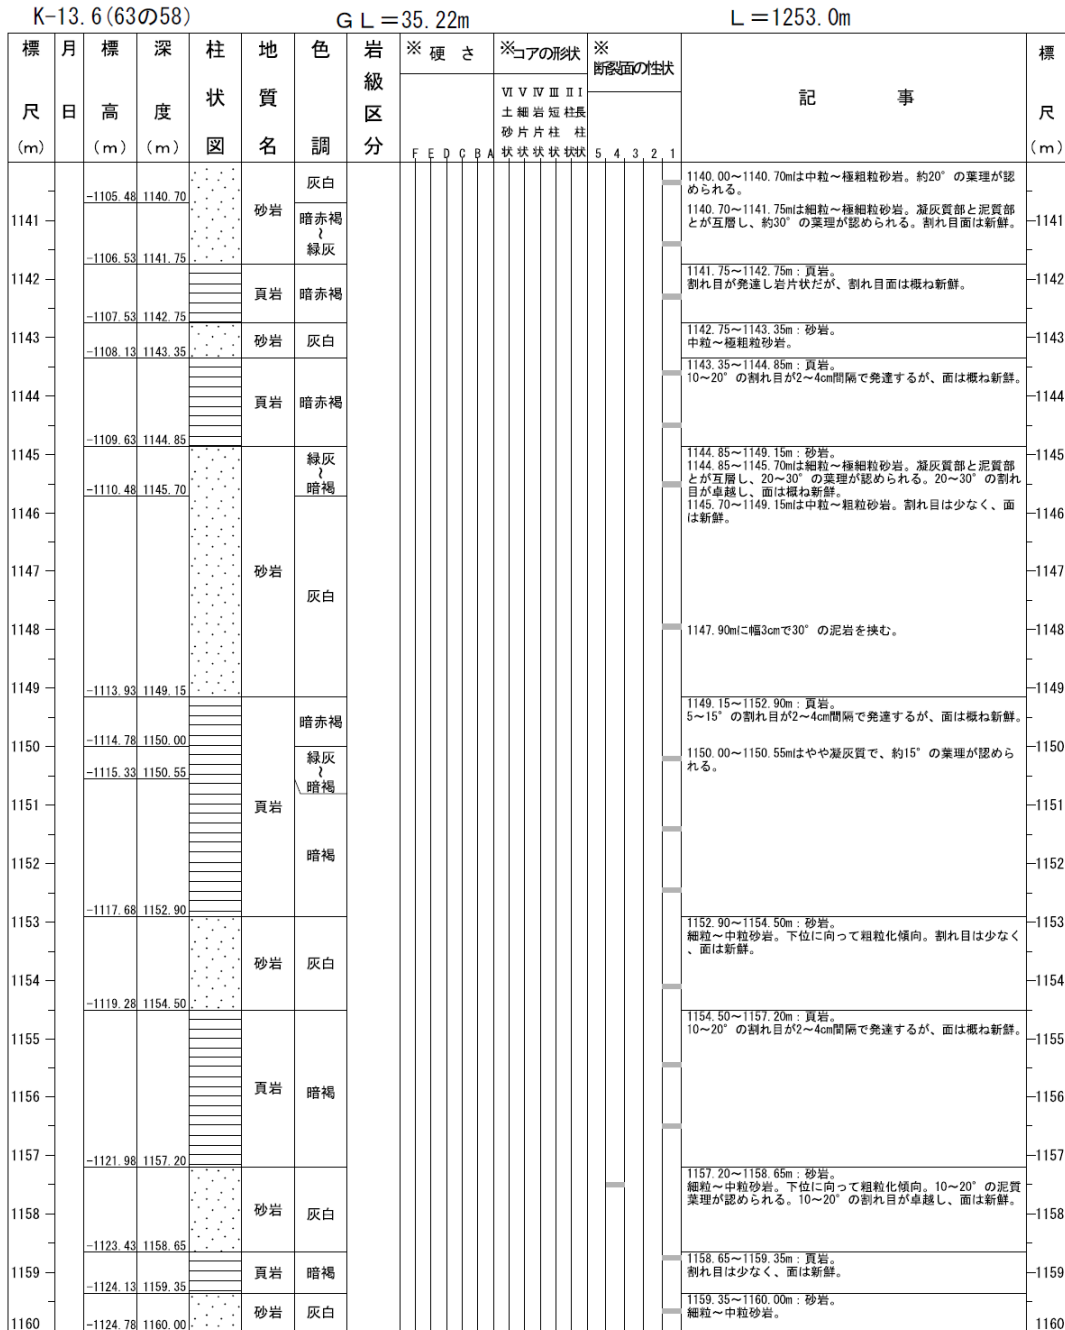 K-13.6(63の58)
GL=35.22m
L=1253.0m
標尺(m)
月日
標高(m)
深度(m)
柱状図
地質名
色調
岩級区分
※ 硬さ
F E D C B A
※コアの形状
Ⅵ土砂状 Ⅴ細片状 Ⅳ岩片状 Ⅲ短柱状 Ⅱ柱状 Ⅰ長柱状
※断裂面の性状
5 4 3 2 1
記事
標尺(m)
-1105.48 1140.70 砂岩 灰白
1140.00~1140.70mは中粒~極粗粒砂岩。約20°の葉理が認
められる。
1141 暗赤褐~緑灰 1141
1140.70~1141.75mは細粒~極細粒砂岩。凝灰質部と泥質部
とが互層し、約30°の葉理が認められる。割れ目面は新鮮。
-1106.53 1141.75
1142 頁岩 暗赤褐 1142
1141.75~1142.75m:頁岩。
割れ目が発達し岩片状だが、割れ目面は概ね新鮮。
-1107.53 1142.75
1143 砂岩 灰白 1143
1142.75~1143.35m:砂岩。
中粒~極粗粒砂岩。
-1108.13 1143.35
1143.35~1144.85m:頁岩。
10~20°の割れ目が2~4cm間隔で発達するが、面は概ね新鮮。
1144 頁岩 暗赤褐 1144
-1109.63 1144.85
1145 緑灰~暗褐 1145
1144.85~1149.15m:砂岩。
1144.85~1145.70mは細粒~極細粒砂岩。凝灰質部と泥質部
とが互層し、20~30°の葉理が認められる。20~30°の割れ
目が卓越し、面は概ね新鮮。
-1110.48 1145.70
1145.70~1149.15mは中粒~粗粒砂岩。割れ目は少なく、面
は新鮮。
1146 1146
1147 砂岩 灰白 1147
1148 1148
1147.90mに幅3cmで30°の泥岩を挟む。
1149 1149
-1113.93 1149.15
1149.15~1152.90m:頁岩。
5~15°の割れ目が2~4cm間隔で発達するが、面は概ね新鮮。
暗赤褐
-1114.78 1150.00
1150 緑灰~暗褐 1150
1150.00~1150.55mはやや凝灰質で、約15°の葉理が認めら
れる。
-1115.33 1150.55
1151 頁岩 1151
1152 暗褐 1152
-1117.68 1152.90
1153 1153
1152.90~1154.50m:砂岩。
細粒~中粒砂岩。下位に向って粗粒化傾向。割れ目は少なく
、面は新鮮。
1154 砂岩 灰白 1154
-1119.28 1154.50
1154.50~1157.20m:頁岩。
10~20°の割れ目が2~4cm間隔で発達するが、面は概ね新鮮。
1155 1155
1156 頁岩 暗褐 1156
1157 1157
-1121.98 1157.20
1157.20~1158.65m:砂岩。
細粒~中粒砂岩。下位に向って粗粒化傾向。10~20°の泥質
葉理が認められる。10~20°の割れ目が卓越し、面は新鮮。
1158 砂岩 灰白 1158
-1123.43 1158.65
1158.65~1159.35m:頁岩。
割れ目は少なく、面は新鮮。
1159 頁岩 暗褐 1159
-1124.13 1159.35
1159.35~1160.00m:砂岩。
細粒~中粒砂岩。
砂岩 灰白
1160 -1124.78 1160.00 1160